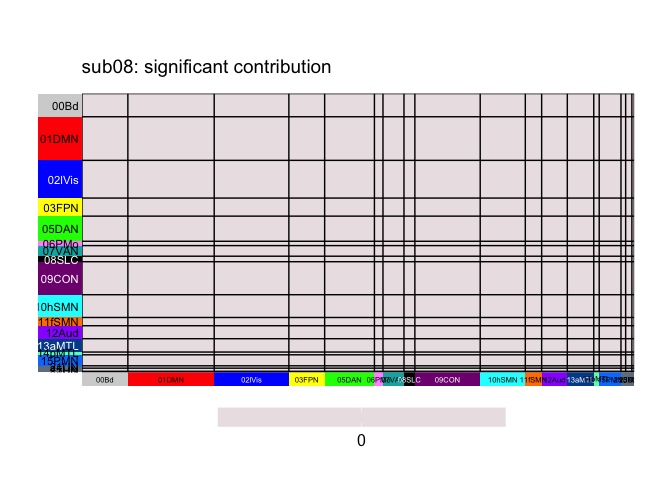 sub08: significant contribution
00Bd
01DMN
02lVis
03FPN
05DAN
06PMo
07VAN
08SLC
09CON
10hSMN
11fSMN
12Aud
13aMTL
15PMN
00Bd 01DMN 02lVis 03FPN 05DAN 08SLC 09CON 10hSMN 11fSMN 12Aud
0